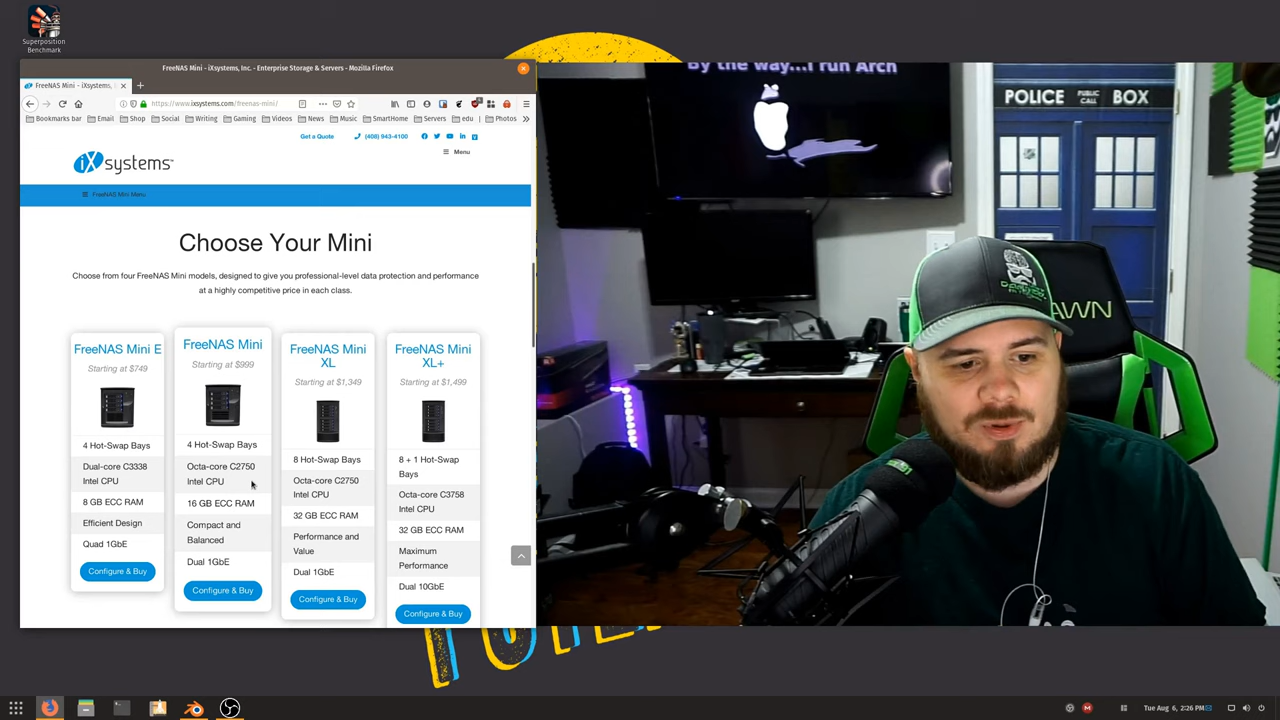 Superposition
Benchmark
FreeNAS Mini - iXsystems, Inc. - Enterprise Storage & Servers - Mozilla Firefox
FreeNAS Mini - iXsystems,
https://www.ixsystems.com/freenas-mini/
Bookmarks bar Email Shop Social Writing Gaming Videos News Music SmartHome Servers edu Photos
Get a Quote (408) 943-4100
iXsystems
Menu
FreeNAS Mini Menu
Choose Your Mini
Choose from four FreeNAS Mini models, designed to give you professional-level data protection and performance
at a highly competitive price in each class.
FreeNAS Mini E
Starting at $749
4 Hot-Swap Bays
Dual-core C3338
Intel CPU
8 GB ECC RAM
Efficient Design
Quad 1GbE
Configure & Buy
FreeNAS Mini
Starting at $999
4 Hot-Swap Bays
Octa-core C2750
Intel CPU
16 GB ECC RAM
Compact and
Balanced
Dual 1GbE
Configure & Buy
FreeNAS Mini
XL
Starting at $1,349
8 Hot-Swap Bays
Octa-core C2750
Intel CPU
32 GB ECC RAM
Performance and
Value
Dual 1GbE
Configure & Buy
FreeNAS Mini
XL+
Starting at $1,499
8 + 1 Hot-Swap
Bays
Octa-core C3758
Intel CPU
32 GB ECC RAM
Maximum
Performance
Dual 10GbE
Configure & Buy
By the way...I run Arch
POLICE PUBLIC CALL BOX
Tue Aug 6, 2:26 PM